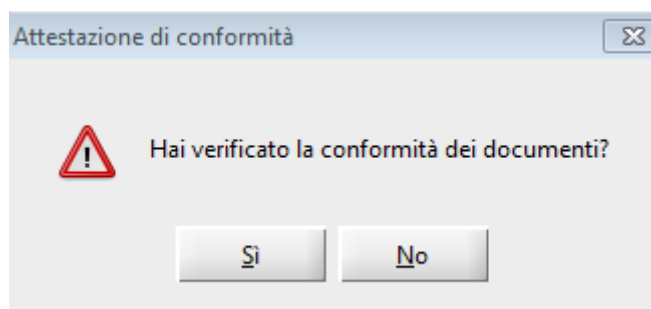 Attestazione di conformità
Hai verificato la conformità dei documenti?
Sì
No